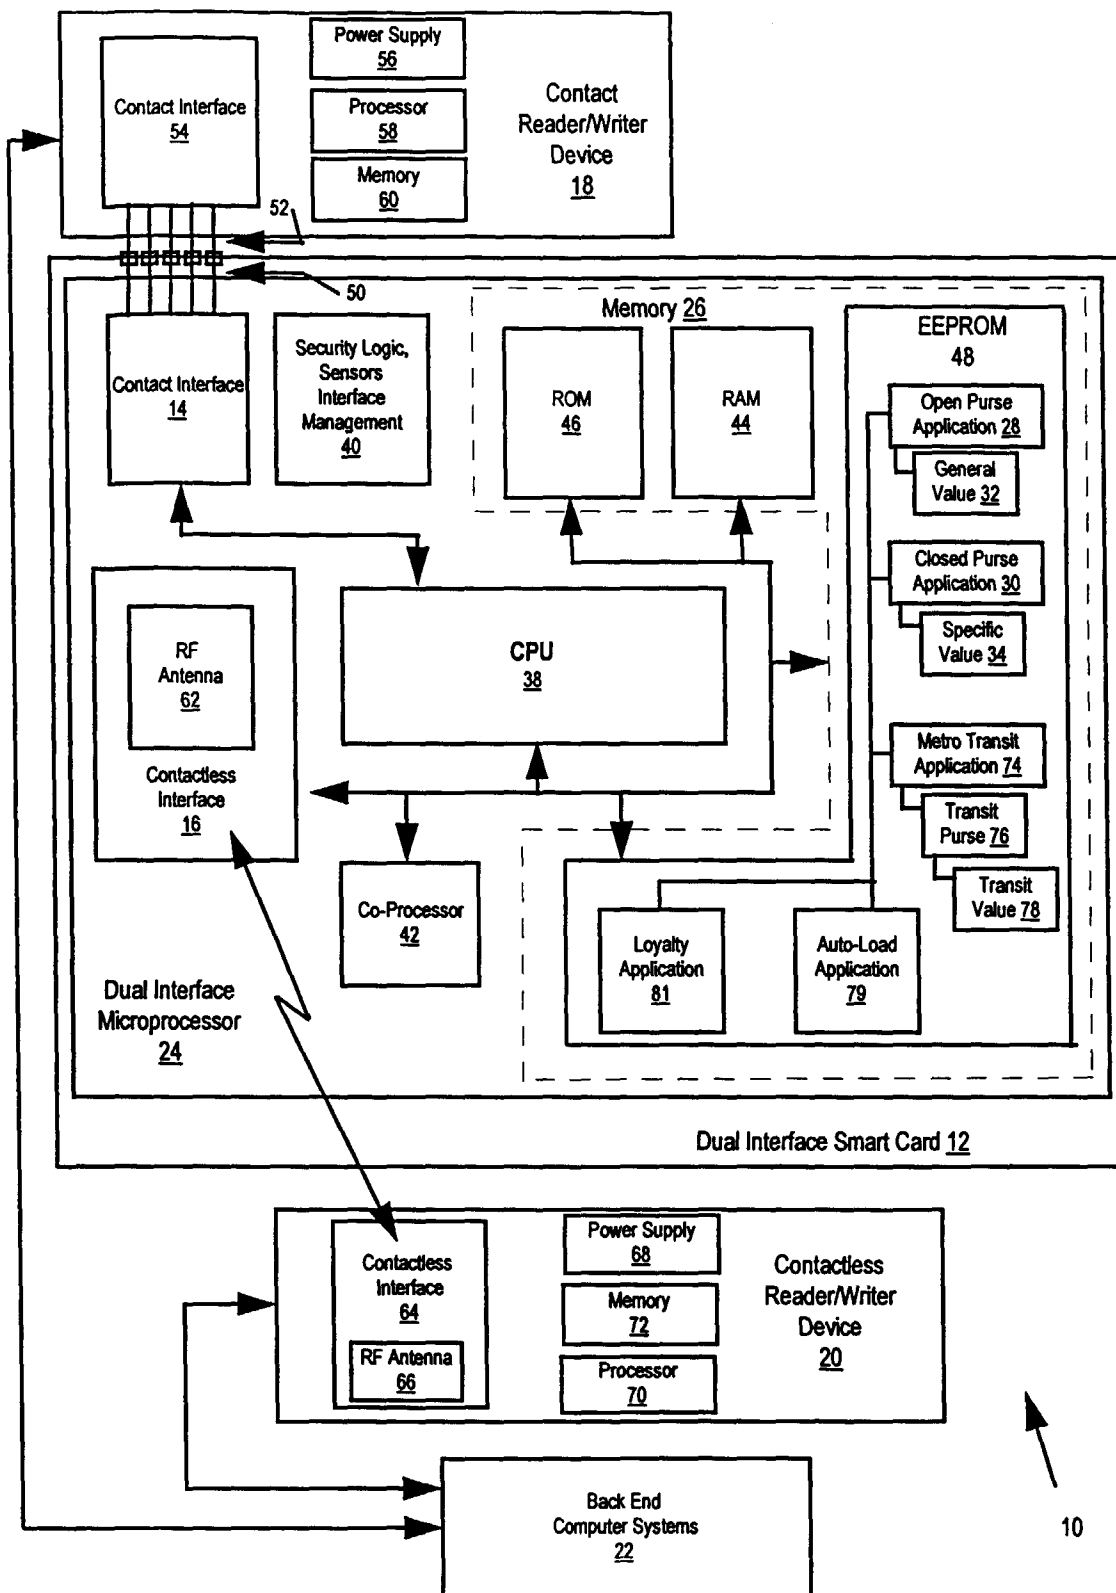 Power Supply
56
Contact Interface
54
Processor
58
Memory
60
Contact
Reader/Writer
Device
18
52
50
Memory 26
EEPROM
48
Contact Interface
14
Security Logic,
Sensors
Interface
Management
40
ROM
46
RAM
44
Open Purse
Application 28
General
Value 32
Closed Purse
Application 30
Specific
Value 34
CPU
38
RF
Antenna
62
Contactless
Interface
16
Metro Transit
Application 74
Transit
Purse 76
Transit
Value 78
Co-Processor
42
Loyalty
Application
81
Auto-Load
Application
79
Dual Interface
Microprocessor
24
Dual Interface Smart Card 12
Contactless
Interface
64
RF Antenna
66
Power Supply
68
Memory
72
Processor
70
Contactless
Reader/Writer
Device
20
Back End
Computer Systems
22
10